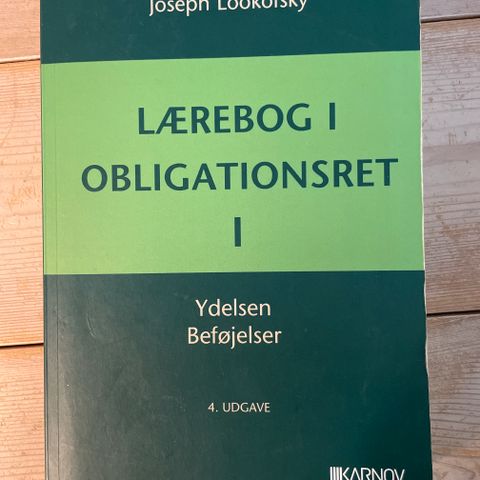 Joseph Lookofsky
LÆREBOG I
OBLIGATIONSRET
I
Ydelsen
Beføjelser
4. UDGAVE
KARNOV